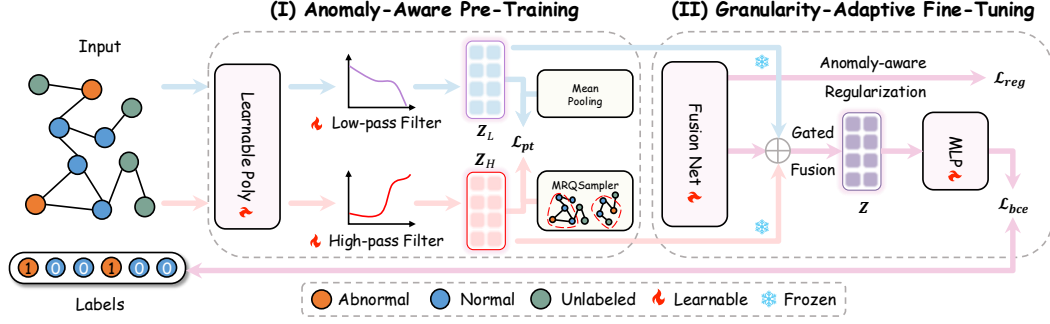 (I) Anomaly-Aware Pre-Training
(II) Granularity-Adaptive Fine-Tuning
Input
Learnable Poly
Low-pass Filter
High-pass Filter
Z_L
Z_H
L_pt
Mean
Pooling
MRQSampler
Fusion Net
Anomaly-aware
Regularization
L_reg
Gated
Fusion
Z
MLP
L_bce
1 0 0 1 0 0
Labels
Abnormal
Normal
Unlabeled
Learnable
Frozen